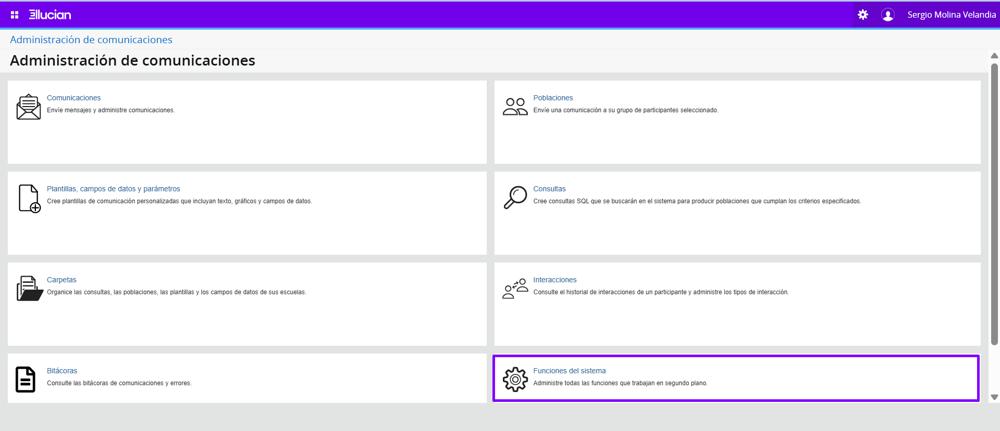 ellucian
Sergio Molina Velandia
Administración de comunicaciones
Administración de comunicaciones
Comunicaciones
Envíe mensajes y administre comunicaciones.
Poblaciones
Envíe una comunicación a su grupo de participantes seleccionado.
Plantillas, campos de datos y parámetros
Cree plantillas de comunicación personalizadas que incluyan texto, gráficos y campos de datos.
Consultas
Cree consultas SQL que se buscarán en el sistema para producir poblaciones que cumplan los criterios especificados.
Carpetas
Organice las consultas, las poblaciones, las plantillas y los campos de datos de sus escuelas.
Interacciones
Consulte el historial de interacciones de un participante y administre los tipos de interacción.
Bitácoras
Consulte las bitácoras de comunicaciones y errores.
Funciones del sistema
Administre todas las funciones que trabajan en segundo plano.